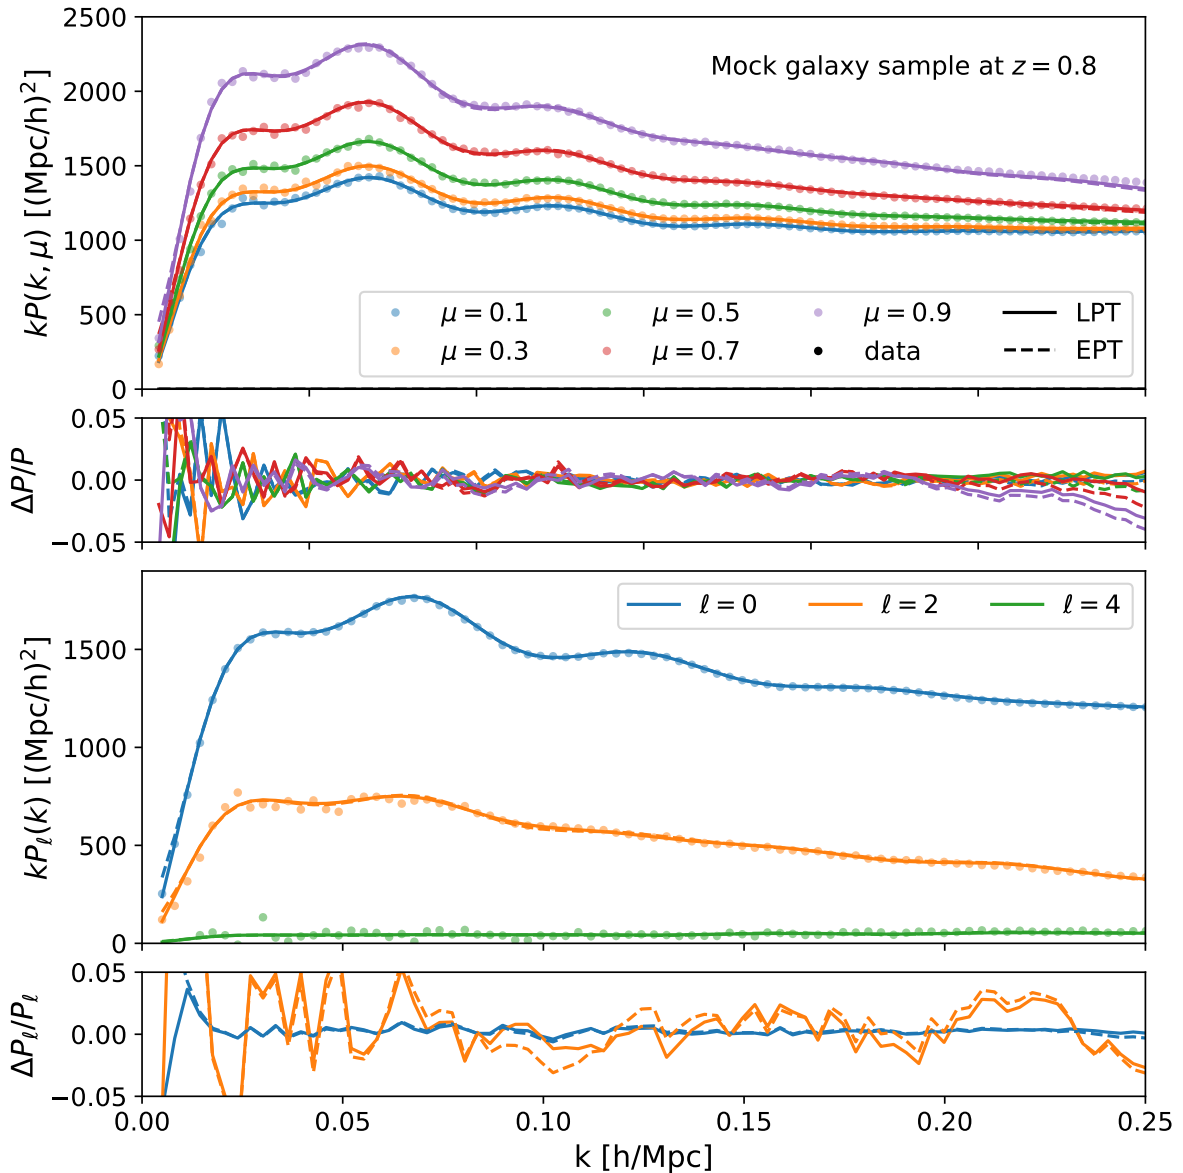 2500
2000
1500
1000
500
0
kP(k, μ) [(Mpc/h)²]
Mock galaxy sample at z = 0.8
μ = 0.1 μ = 0.5 μ = 0.9 LPT
μ = 0.3 μ = 0.7 data EPT
0.05
0.00
−0.05
ΔP/P
1500
1000
500
0
kPℓ(k) [(Mpc/h)²]
ℓ = 0 ℓ = 2 ℓ = 4
0.05
0.00
−0.05
ΔPℓ/Pℓ
0.00 0.05 0.10 0.15 0.20 0.25
k [h/Mpc]